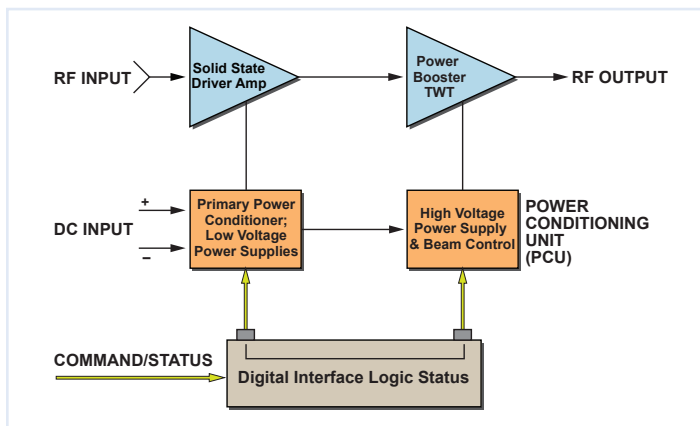 RF INPUT
Solid State
Driver Amp
Power
Booster
TWT
RF OUTPUT
DC INPUT
+
–
Primary Power
Conditioner;
Low Voltage
Power Supplies
High Voltage
Power Supply
& Beam Control
POWER
CONDITIONING
UNIT
(PCU)
COMMAND/STATUS
Digital Interface Logic Status